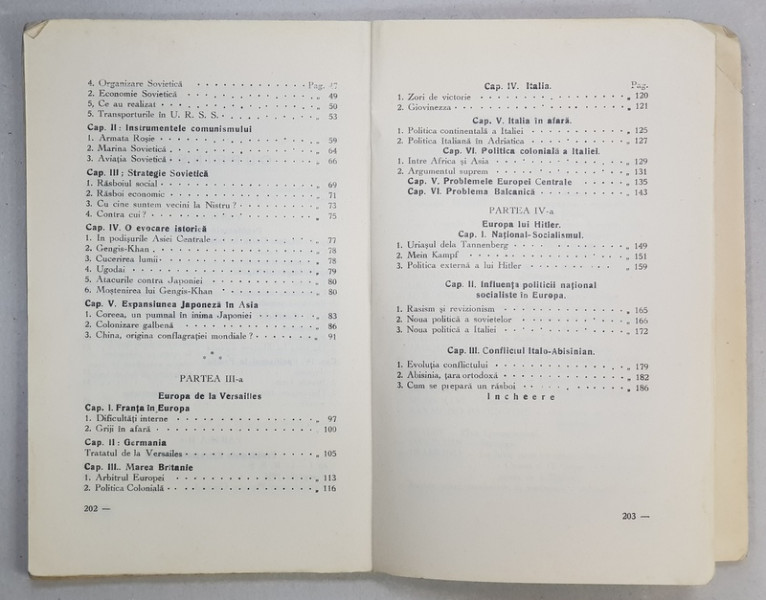 4. Organizare Sovietică Pag. 47
2. Economie Sovietică „ 49
5, Ce au realizat „ 50
5. Transporturile în U. R. S. S. „ 53
Cap. II : Instrumentele comunismului
1. Armata Roșie „ 59
2. Marina Sovietică „ 64
3. Aviația Sovietică „ 66
Cap. III ; Strategie Sovietică
1. Răsboiul social „ 69
2. Răsboi economic „ 71
3. Cu cine suntem vecini la Nistru ? „ 73
4. Contra cui ? „ 75
Cap. IV. O evocare istorică
1. In podișurile Asiei Centrale „ 77
2. Gengis-Khan „ 78
3. Cucerirea lumii „ 78
4. Ugodai „ 79
5. Atacurile contra Japoniei „ 80
6. Moștenirea lui Gengis-Khan „ 80
Cap. V. Expansiunea Japoneză în Asia
1. Coreea, un pumnal în inima Japoniei „ 83
2. Colonizare galbenă „ 86
3. China, origina conflagrației mondiale ? „ 91
* * *
PARTEA III-a
Europa de la Versailles
Cap. I. Franța în Europa
1. Dificultăți interne „ 97
2. Griji în afară „ 100
Cap. II : Germania
Tratatul de la Versailes „ 105
Cap. III.. Marea Britanie
1. Arbitrul Europei „ 113
2. Politica Colonială „ 116
202 —
Cap. IV. Italia. Pag.
1. Zori de victorie „ 120
2. Giovinezza „ 121
Cap. V. Italia în afară.
1. Politica continentală a Italiei „ 125
2. Politica Italiană în Adriatica „ 127
Cap. VI. Politica colonială a Italiei.
1. Intre Africa și Asia „ 129
2. Argumentul suprem „ 131
Cap. V. Problemele Europei Centrale „ 135
Cap. VI. Problema Balcanică „ 143
PARTEA IV-a
Europa lui Hitler.
Cap. I. Național-Socialismul.
1. Uriașul dela Tannenberg „ 149
2. Mein Kampf „ 151
3. Politica externă a lui Hitler „ 159
Cap. II. Influența politicii național
socialiste în Europa.
1. Rasism și revizionism „ 165
2. Noua politică a sovietelor „ 166
3. Noua politică a Italiei „ 172
Cap. III. Conflictul Italo-Abisinian.
1. Evoluția conflictului „ 179
2. Abisinia, țara ortodoxă „ 182
3. Cum se prepară un răsboi „ 186
Incheere
203 —